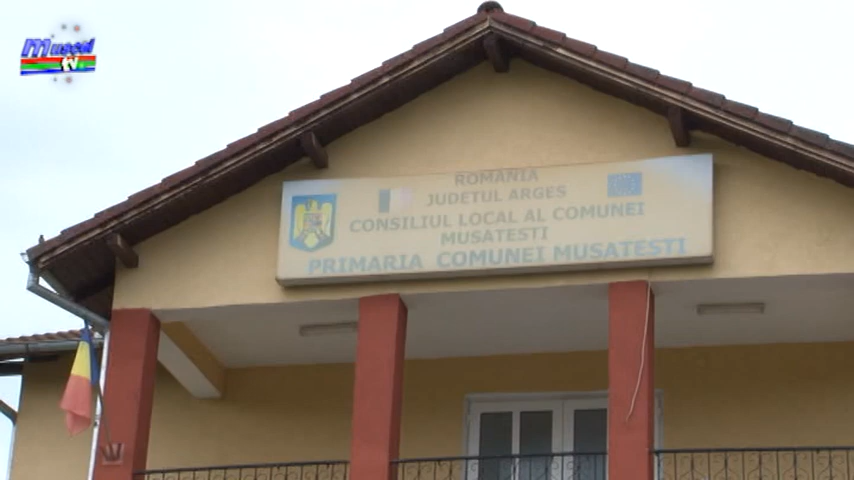 Muscel
tv
ROMANIA
JUDETUL ARGES
CONSILIUL LOCAL AL COMUNEI
MUSATESTI
PRIMARIA COMUNEI MUSATESTI